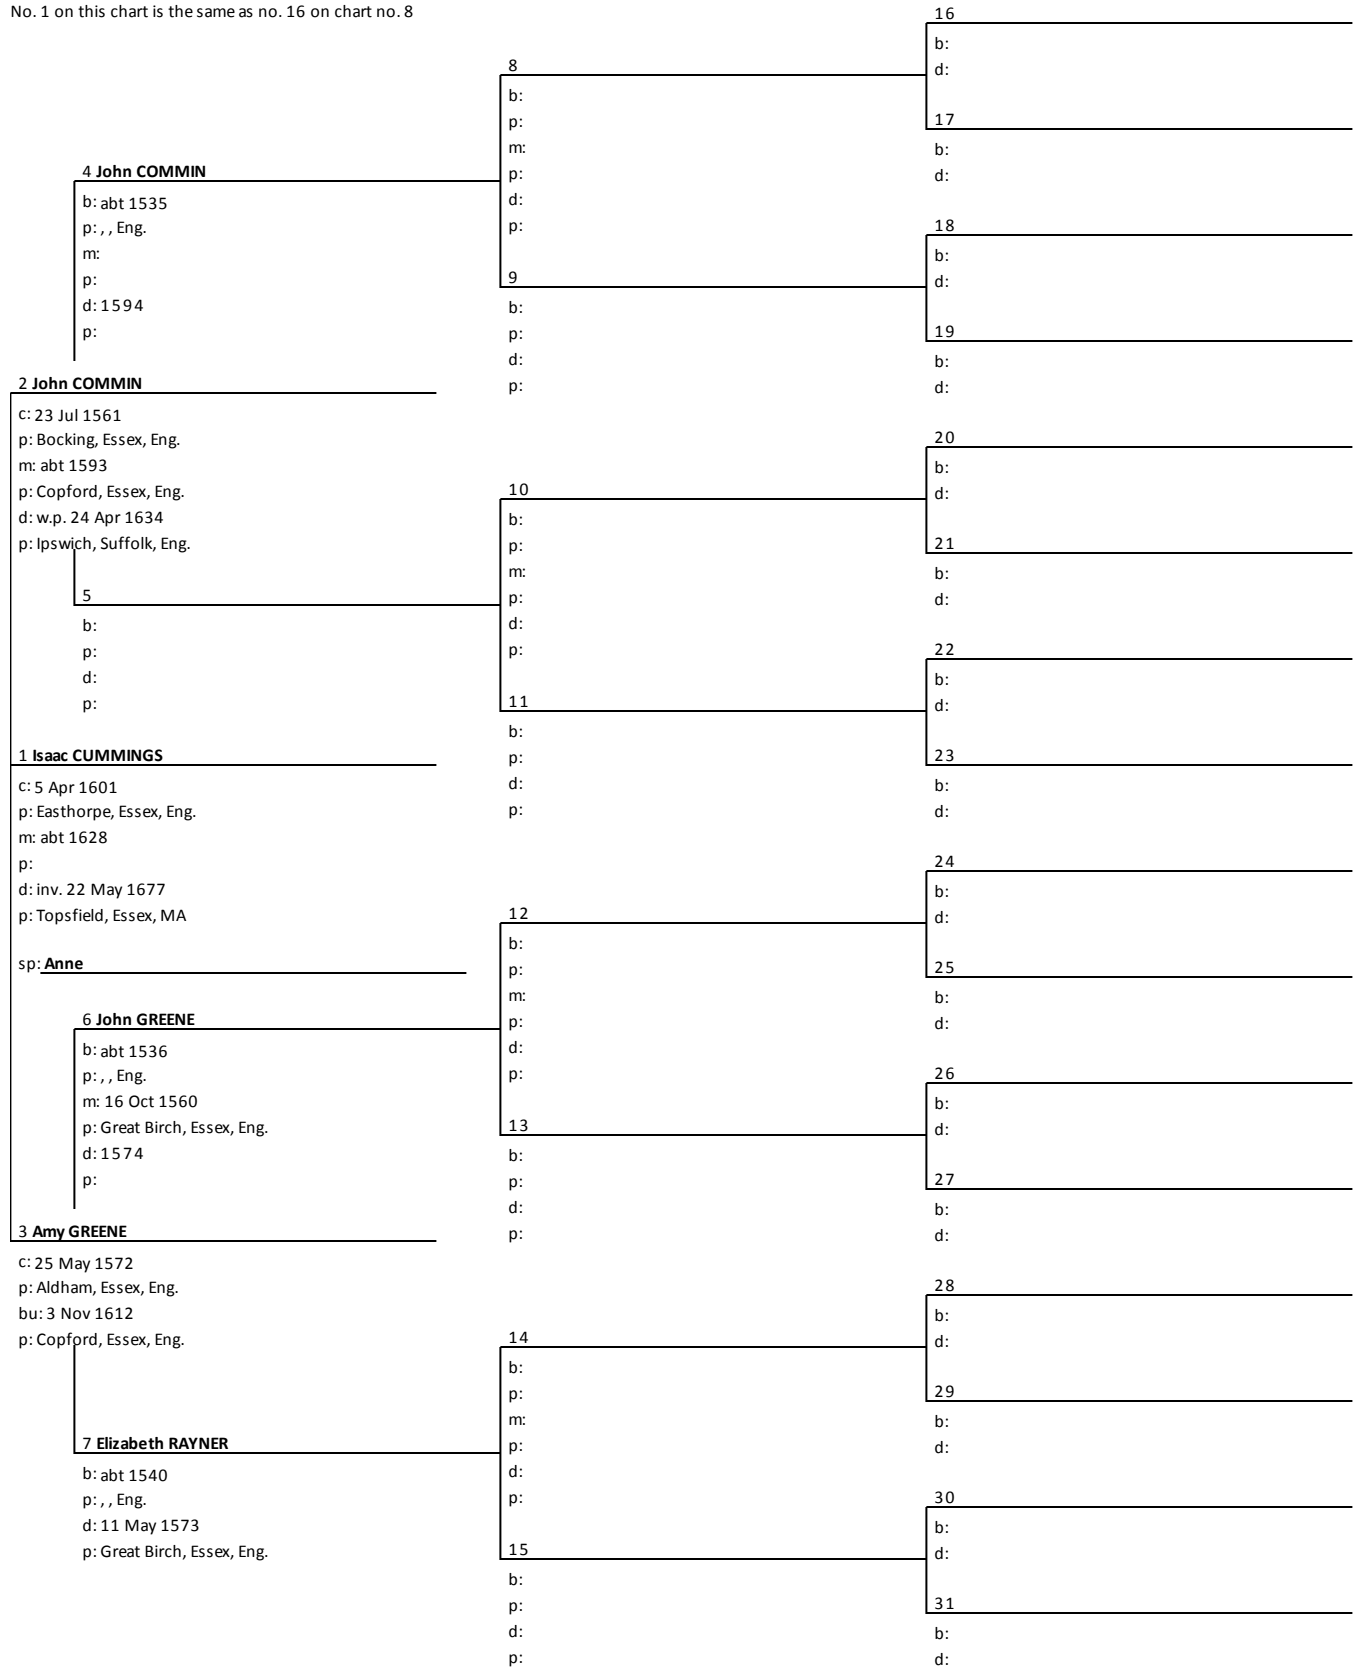 No. 1 on this chart is the same as no. 16 on chart no. 8
16
b:
d:
8
b:
p:
m:
p:
d:
p:
17
b:
d:
4 John COMMIN
b: abt 1535
p: , , Eng.
m:
p:
d: 1594
p:
18
b:
d:
9
b:
p:
d:
p:
19
b:
d:
2 John COMMIN
c: 23 Jul 1561
p: Bocking, Essex, Eng.
m: abt 1593
p: Copford, Essex, Eng.
d: w.p. 24 Apr 1634
p: Ipswich, Suffolk, Eng.
20
b:
d:
10
b:
p:
m:
p:
d:
p:
21
b:
d:
5
b:
p:
d:
p:
22
b:
d:
11
b:
p:
d:
p:
23
b:
d:
1 Isaac CUMMINGS
c: 5 Apr 1601
p: Easthorpe, Essex, Eng.
m: abt 1628
p:
d: inv. 22 May 1677
p: Topsfield, Essex, MA
sp: Anne
24
b:
d:
12
b:
p:
m:
p:
d:
p:
25
b:
d:
6 John GREENE
b: abt 1536
p: , , Eng.
m: 16 Oct 1560
p: Great Birch, Essex, Eng.
d: 1574
p:
26
b:
d:
13
b:
p:
d:
p:
27
b:
d:
3 Amy GREENE
c: 25 May 1572
p: Aldham, Essex, Eng.
bu: 3 Nov 1612
p: Copford, Essex, Eng.
28
b:
d:
14
b:
p:
m:
p:
d:
p:
29
b:
d:
7 Elizabeth RAYNER
b: abt 1540
p: , , Eng.
d: 11 May 1573
p: Great Birch, Essex, Eng.
30
b:
d:
15
b:
p:
d:
p:
31
b:
d: